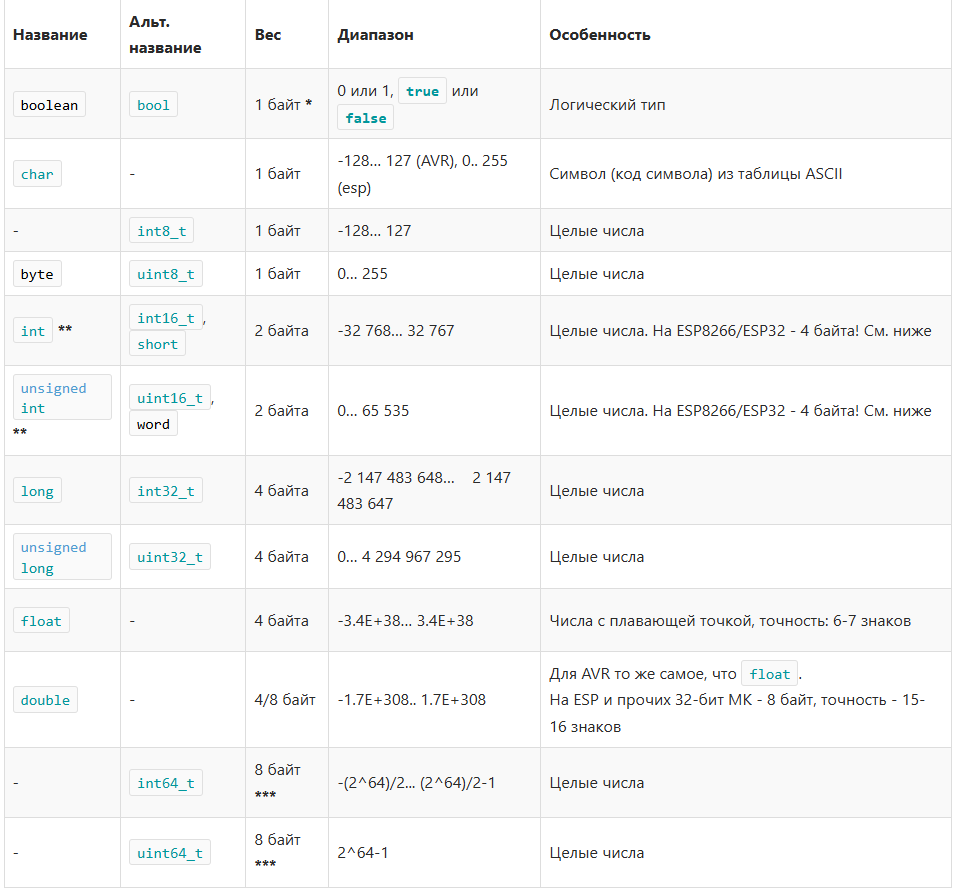 Название
Альт.
название
Вес
Диапазон
Особенность
boolean
bool
1 байт *
0 или 1, true или
false
Логический тип
char
-
1 байт
-128… 127 (AVR), 0.. 255
(esp)
Символ (код символа) из таблицы ASCII
-
int8_t
1 байт
-128… 127
Целые числа
byte
uint8_t
1 байт
0… 255
Целые числа
int **
int16_t,
short
2 байта
-32 768… 32 767
Целые числа. На ESP8266/ESP32 - 4 байта! См. ниже
unsigned
int
**
uint16_t,
word
2 байта
0… 65 535
Целые числа. На ESP8266/ESP32 - 4 байта! См. ниже
long
int32_t
4 байта
-2 147 483 648… 2 147
483 647
Целые числа
unsigned
long
uint32_t
4 байта
0… 4 294 967 295
Целые числа
float
-
4 байта
-3.4E+38… 3.4E+38
Числа с плавающей точкой, точность: 6-7 знаков
double
-
4/8 байт
-1.7E+308.. 1.7E+308
Для AVR то же самое, что float.
На ESP и прочих 32-бит МК - 8 байт, точность - 15-
16 знаков
-
int64_t
8 байт
***
-(2^64)/2… (2^64)/2-1
Целые числа
-
uint64_t
8 байт
***
2^64-1
Целые числа